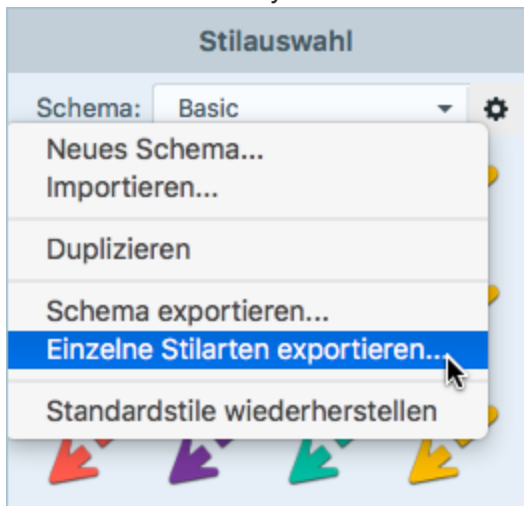 Stilauswahl
Schema: Basic
Neues Schema...
Importieren...
Duplizieren
Schema exportieren...
Einzelne Stilarten exportieren...
Standardstile wiederherstellen